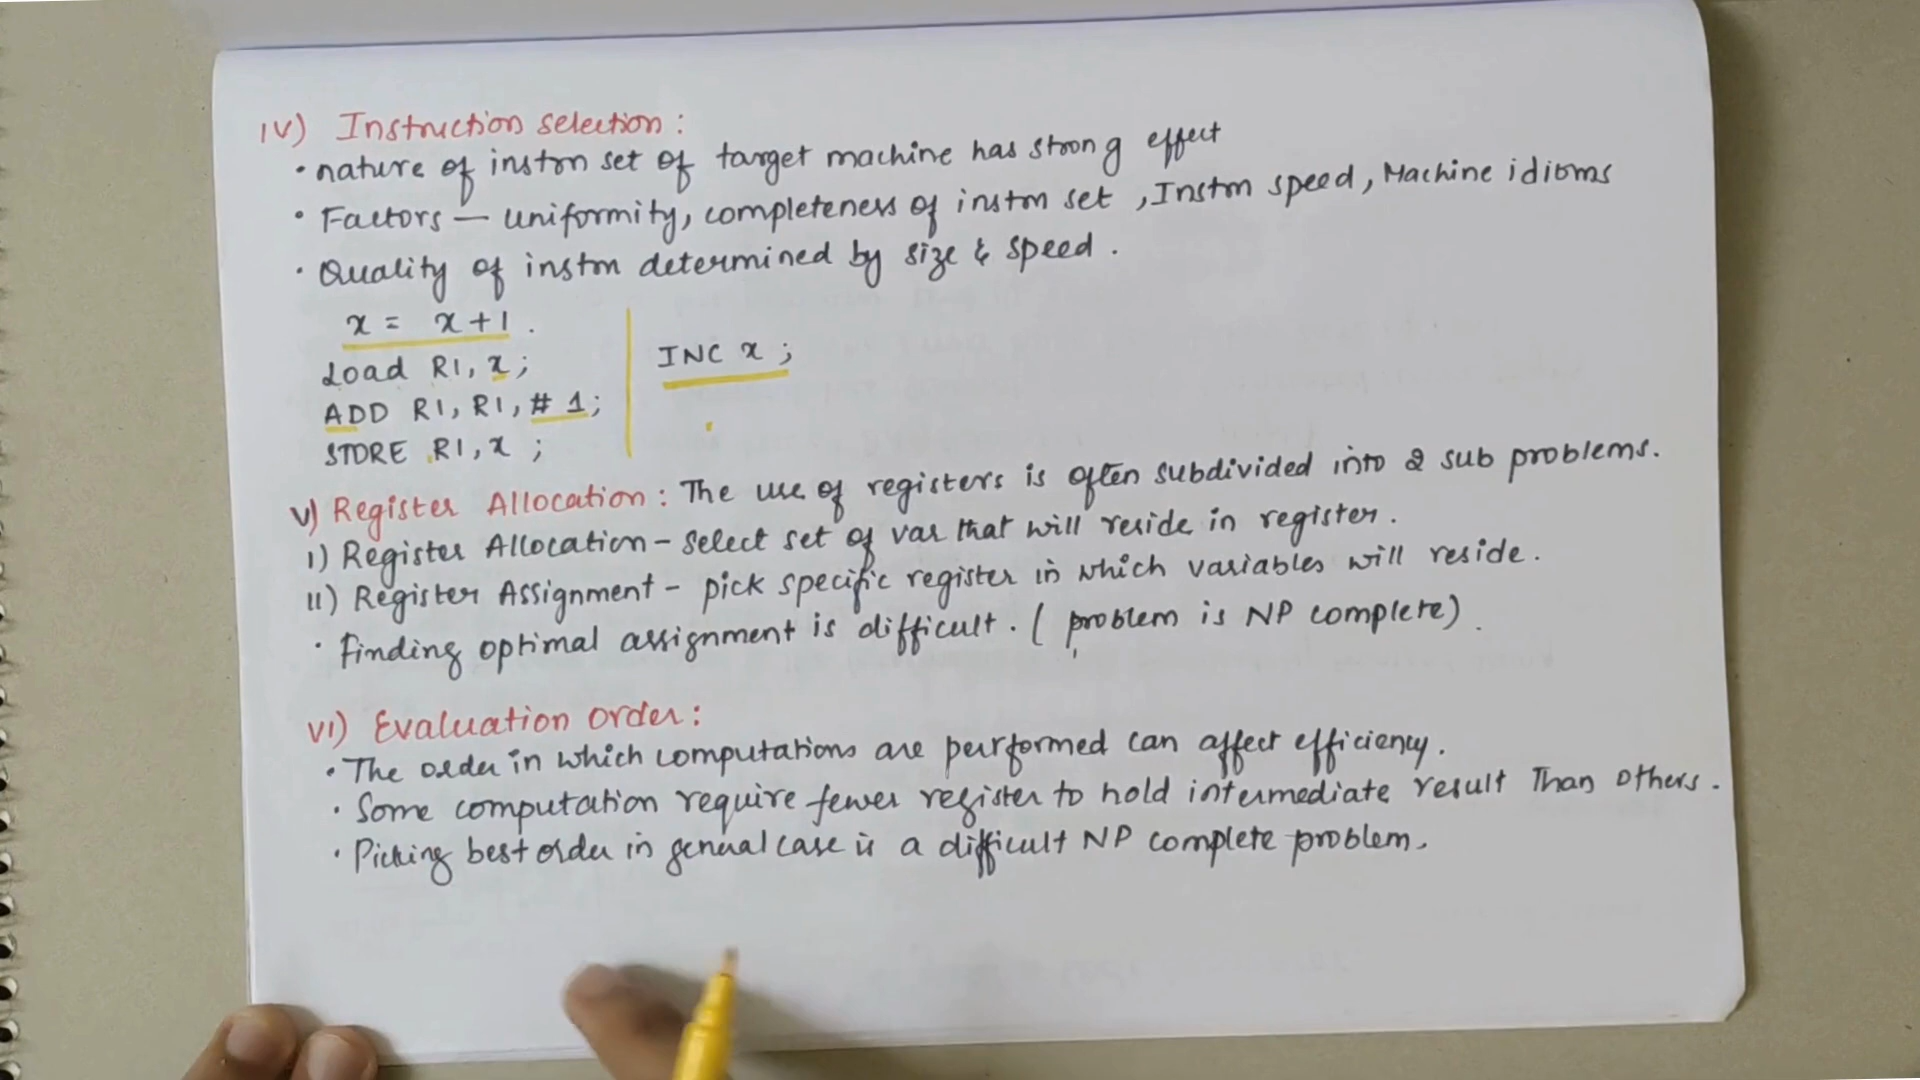 IV) Instruction selection :
• nature of instrn set of target machine has strong effect
• Factors — uniformity, completeness of instrn set , Instrn speed, Machine idioms
• Quality of instrn determined by size & speed .
x = x+1 .
Load R1, x ;
ADD R1, R1, # 1;
STORE R1, x ;
INC x ;
V) Register Allocation : The use of registers is often subdivided into 2 sub problems.
I) Register Allocation – select set of var that will reside in register.
II) Register Assignment – pick specific register in which variables will reside.
• Finding optimal assignment is difficult. ( problem is NP complete) .
VI) Evaluation order :
• The order in which computations are performed can affect efficiency.
• Some computation require fewer register to hold intermediate result Than others .
• Picking best order in general case is a difficult NP complete problem.